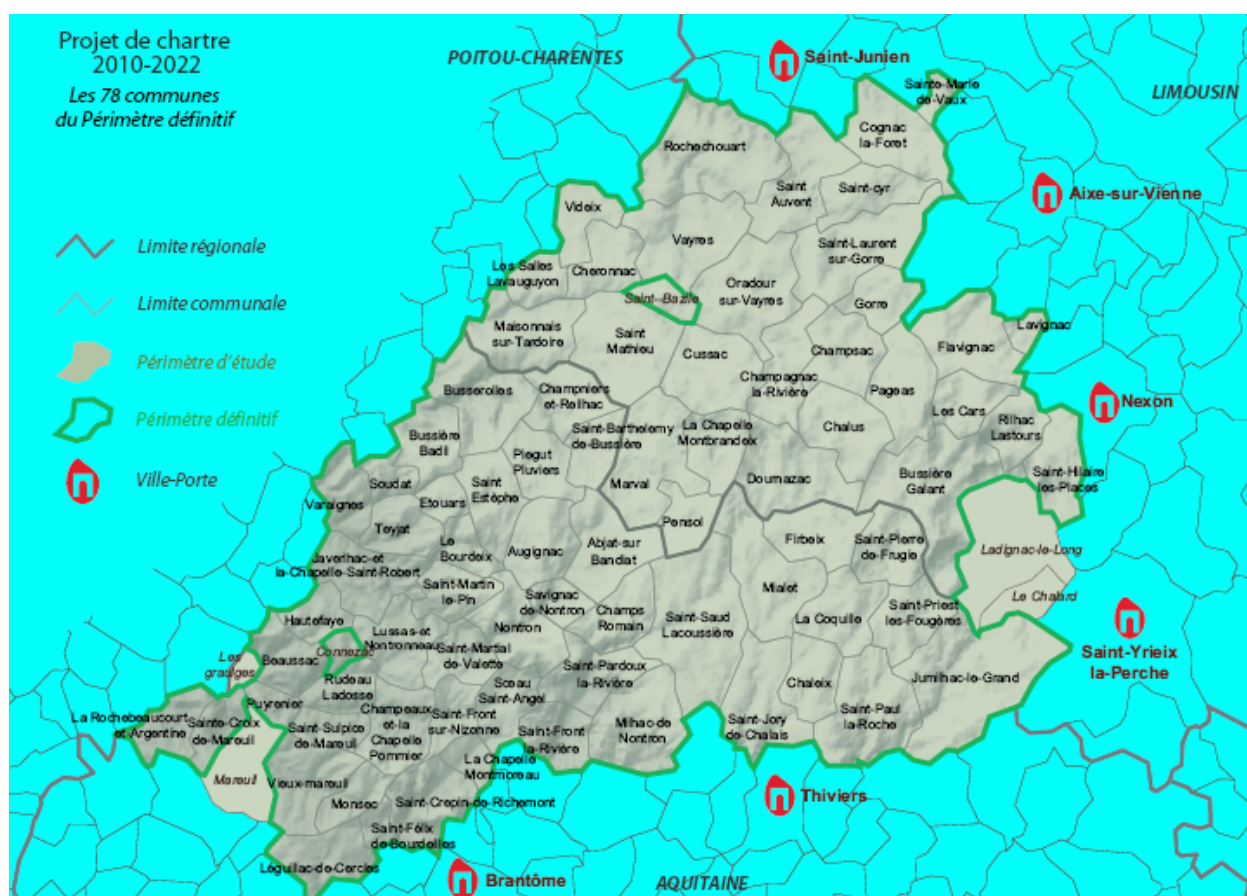 Projet de chartre
2010-2022
Les 78 communes
du Périmètre définitif
Limite régionale
Limite communale
Périmètre d'étude
Périmètre définitif
Ville-Porte
POITOU-CHARENTES
LIMOUSIN
AQUITAINE
Saint-Junien
Aixe-sur-Vienne
Nexon
Saint-Yrieix
la-Perche
Thiviers
Brantôme
Sainte-Marie
de-Vaux
Cognac
la-Foret
Rochechouart
Saint
Auvent
Saint-cyr
Videix
Vayres
Saint-Laurent
sur-Gorre
Les Salles
Lavauguyon
Cheronnac
Saint-Bazile
Oradour
sur-Vayres
Gorre
Lavignac
Flavignac
Maisonnais
sur-Tardoire
Saint
Mathieu
Cussac
Champsac
Champagnac
la-Rivière
Pageas
Busserolles
Champniers
et-Reilhac
Les Cars
Rilhac
Lastours
Saint-Barthelemy
de-Bussière
La Chapelle
Montbrandeix
Chalus
Bussière
Badil
Piegut
Pluviers
Saint-Hilaire
les-Places
Bussière
Galant
Marval
Doumazac
Soudat
Saint
Estèphe
Etouars
Varaignes
Pensol
Teyjat
Le
Bourdeix
Augignac
Abjat-sur
Bandiat
Firbeix
Saint-Pierre
de-Frugie
Ladignac-le-Long
Le Chalard
Javerlhac-et
la-Chapelle-Saint-Robert
Saint-Martin
le-Pin
Mialet
Savignac
de-Nontron
Nontron
Champs
Romain
Saint-Saud
Lacoussière
La Coquille
Saint-Priest
les-Fougères
Hautefaye
Lussas-et
Nontronneau
Saint-Martial
de-Valette
Connezac
Beaussac
Les
graulges
Rudeau
Ladosse
Sceau
Saint-Angel
Saint-Pardoux
la-Rivière
Chaleix
Jumilhac-le-Grand
Puyrenier
La Rochebeaucourt
et-Argentine
Sainte-Croix
de-Mareuil
Saint-Sulpice
de-Mareuil
Champeaux
et-la
Chapelle
Pommier
Saint-Front
sur-Nizonne
Saint-Front
la-Rivière
Milhac-de
Nontron
Saint-Jory
de-Chalais
Saint-Paul
la-Roche
La Chapelle
Montmoreau
Mareuil
Vieux-mareuil
Monsec
Saint-Crepin-de-Richemont
Saint-Félix
de-Bourdeilles
Léguillac-de-Cercles